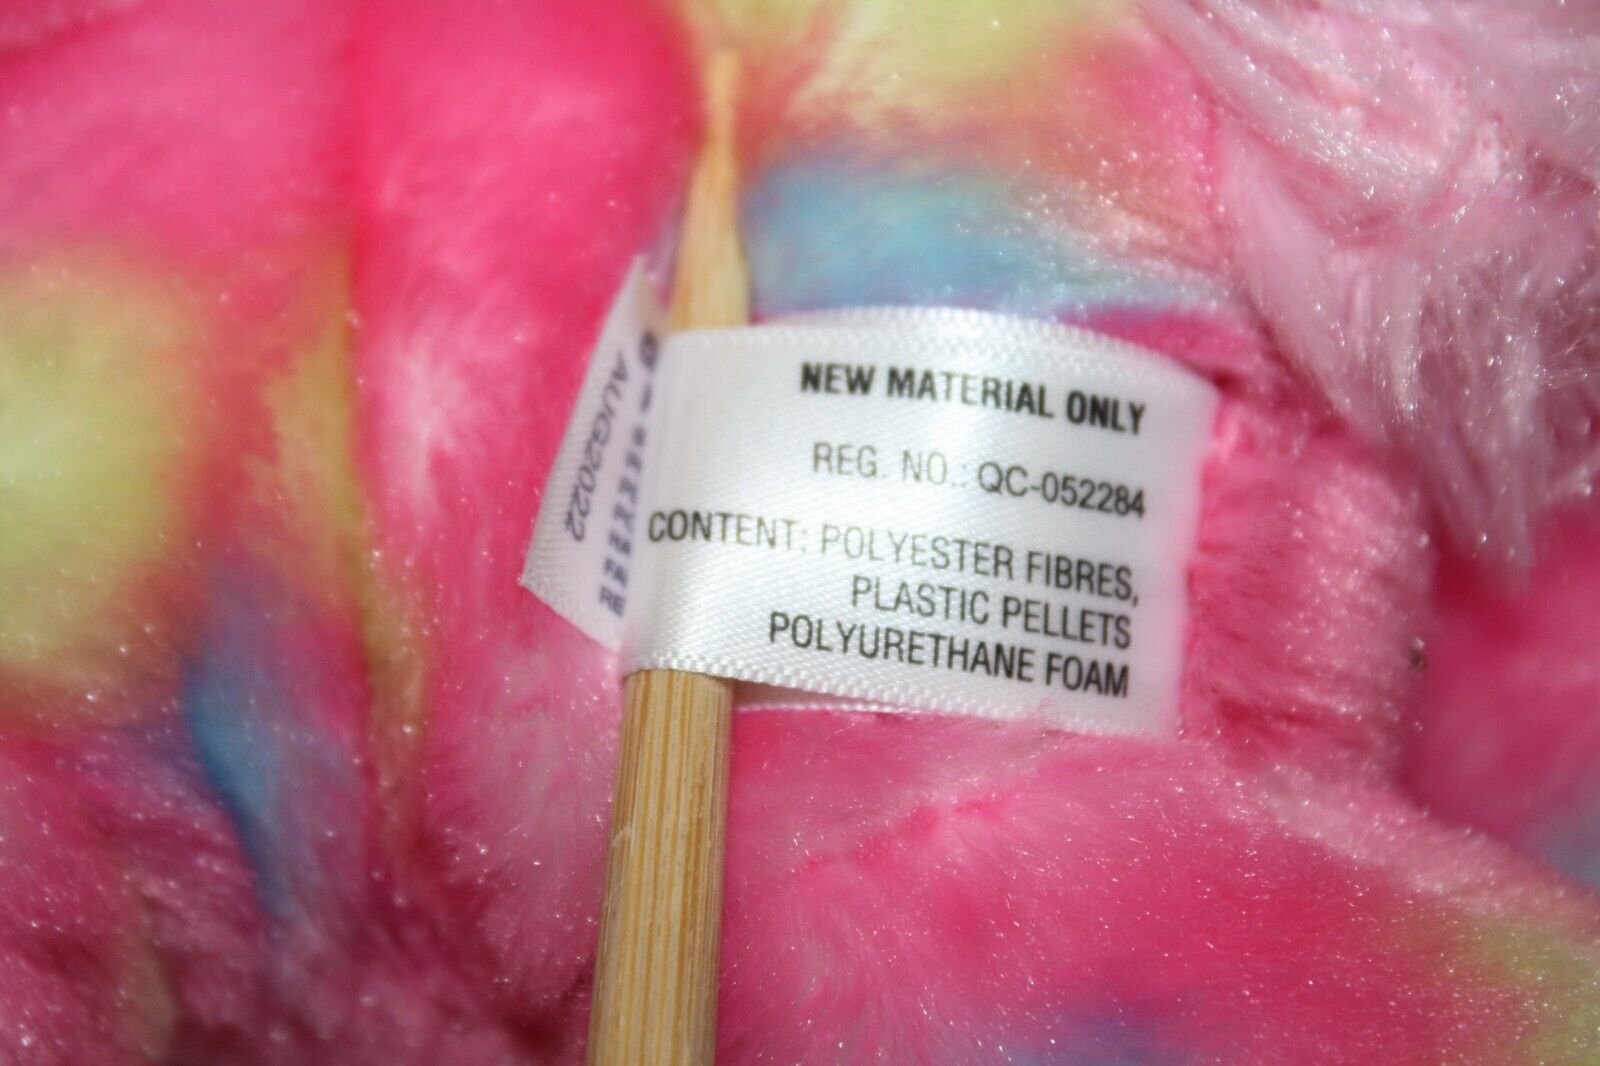 NEW MATERIAL ONLY
REG. NO.: QC-052284
CONTENT: POLYESTER FIBRES,
PLASTIC PELLETS
POLYURETHANE FOAM
AUG2022